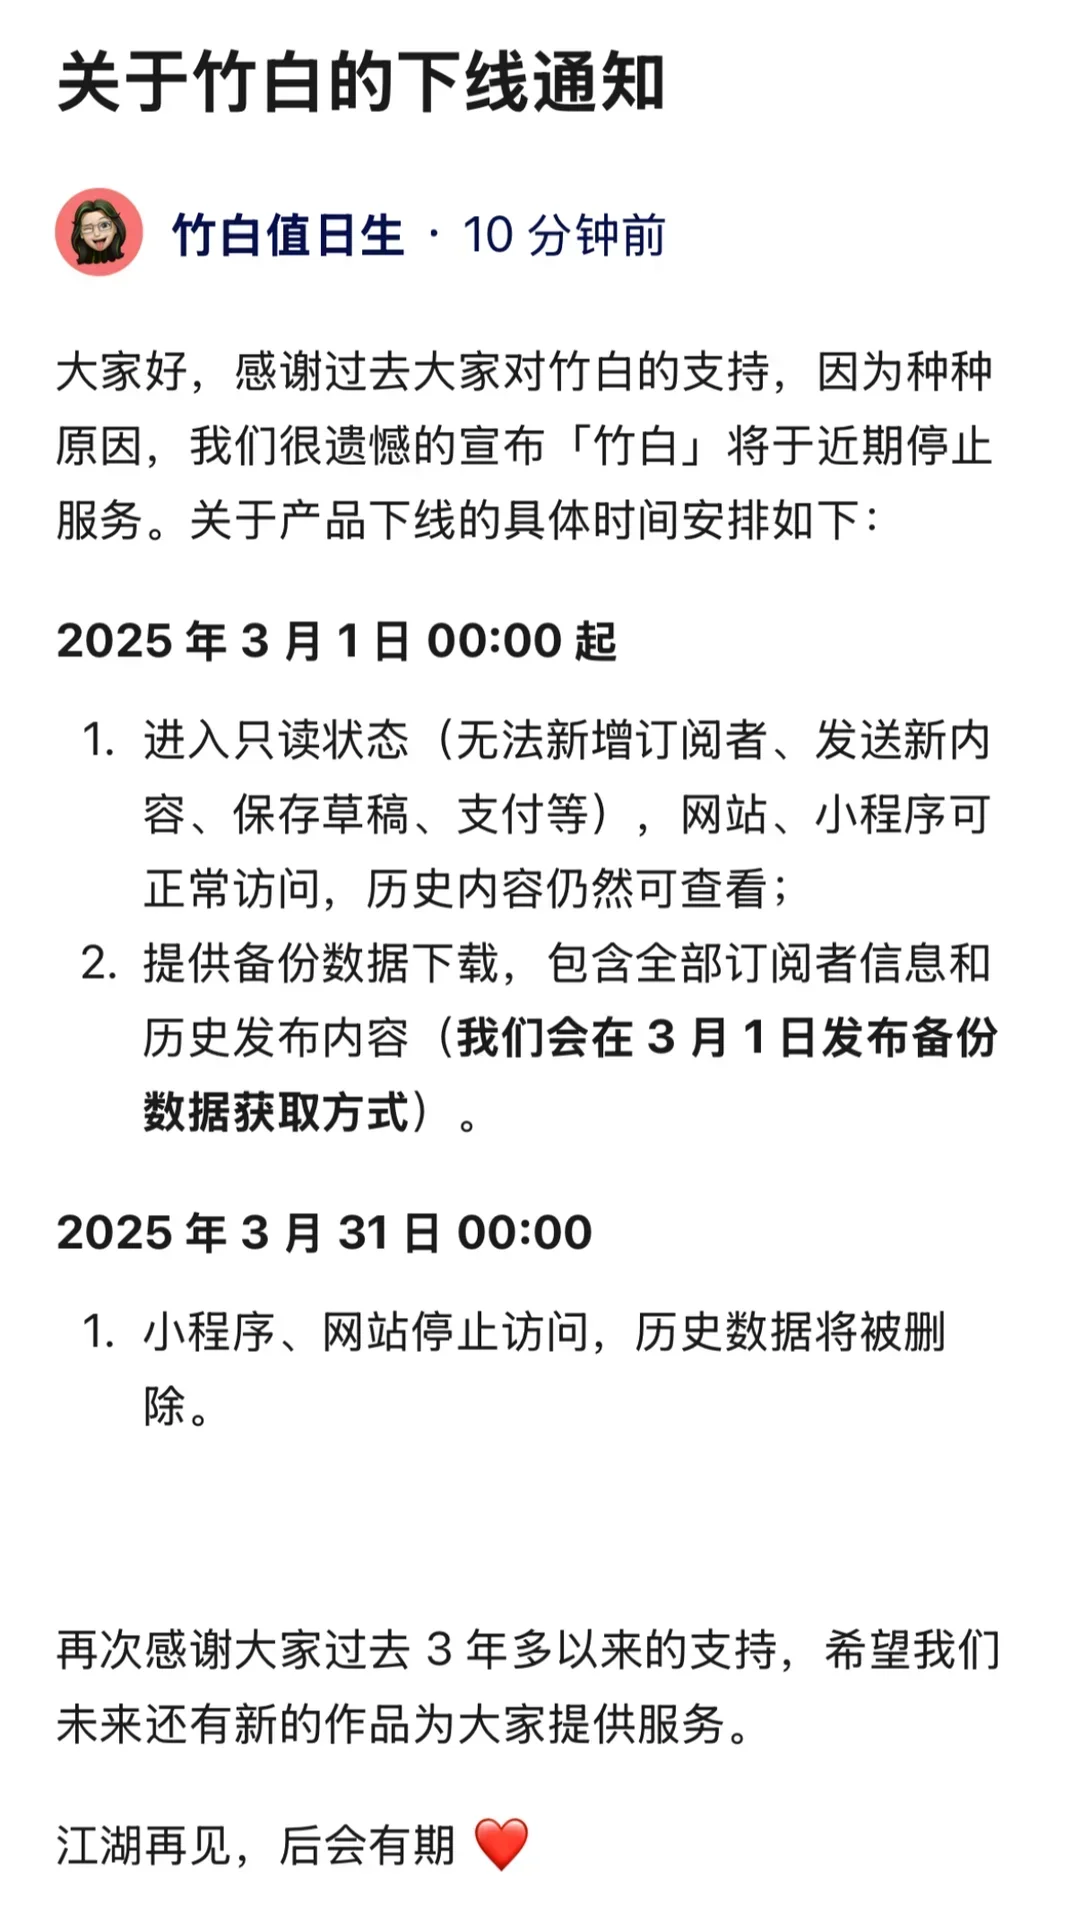 关于竹白的下线通知
竹白值日生 · 10 分钟前
大家好，感谢过去大家对竹白的支持，因为种种
原因，我们很遗憾的宣布「竹白」将于近期停止
服务。关于产品下线的具体时间安排如下：
2025 年 3 月 1 日 00:00 起
1. 进入只读状态（无法新增订阅者、发送新内
容、保存草稿、支付等），网站、小程序可
正常访问，历史内容仍然可查看；
2. 提供备份数据下载，包含全部订阅者信息和
历史发布内容（我们会在 3 月 1 日发布备份
数据获取方式）。
2025 年 3 月 31 日 00:00
1. 小程序、网站停止访问，历史数据将被删
除。
再次感谢大家过去 3 年多以来的支持，希望我们
未来还有新的作品为大家提供服务。
江湖再见，后会有期 ❤️